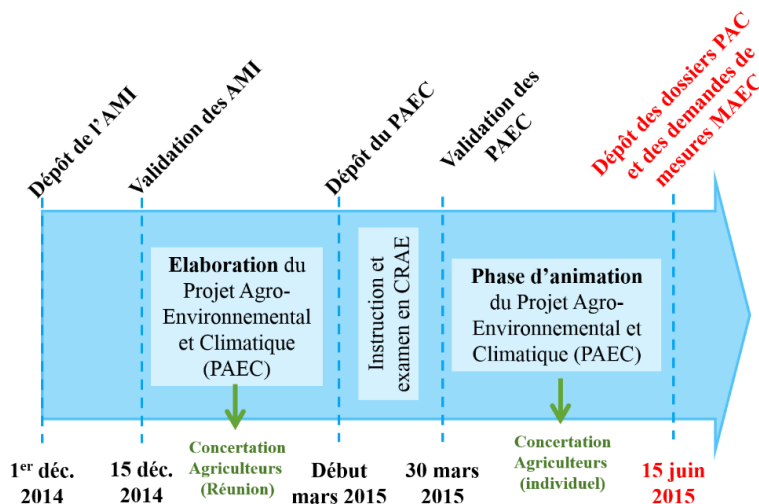 Dépôt de l'AMI
Validation des AMI
Dépôt du PAEC
Validation des
PAEC
Dépôt des dossiers PAC
et des demandes de
mesures MAEC
Elaboration du
Projet Agro-
Environnemental
et Climatique
(PAEC)
Instruction et
examen en CRAE
Phase d'animation
du Projet Agro-
Environnemental et
Climatique (PAEC)
Concertation
Agriculteurs
(Réunion)
Concertation
Agriculteurs
(individuel)
1er déc.
2014
15 déc.
2014
Début
mars 2015
30 mars
2015
15 juin
2015